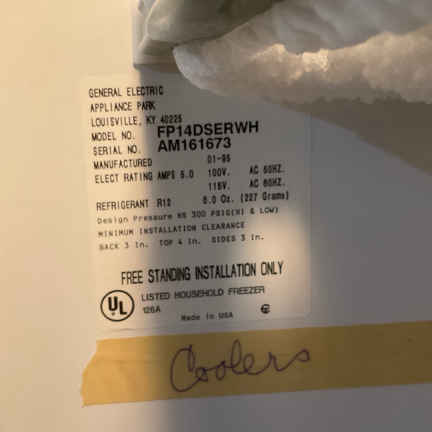 GENERAL ELECTRIC
APPLIANCE PARK
LOUISVILLE, KY 40225
MODEL NO. FP14DSERWH
SERIAL NO. AM161673
MANUFACTURED 01-95
ELECT RATING AMPS 5.0 100V. AC 50HZ.
115V. AC 60HZ.
REFRIGERANT R12 8.0 Oz. (227 Grams)
Design Pressure HS 300 PSIG(HI & LOW)
MINIMUM INSTALLATION CLEARANCE
BACK 3 In. TOP 4 In. SIDES 3 In.
FREE STANDING INSTALLATION ONLY
UL
LISTED HOUSEHOLD FREEZER
126A
Made in USA
Coolers